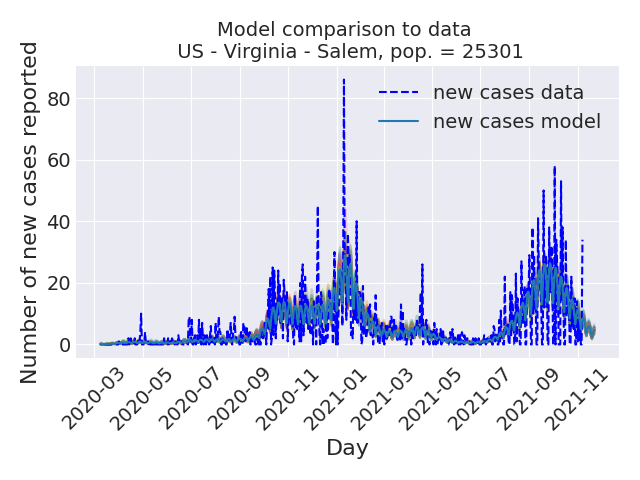 Model comparison to data
US - Virginia - Salem, pop. = 25301
Number of new cases reported
80
60
40
20
0
new cases data
new cases model
2020-03
2020-05
2020-07
2020-09
2020-11
2021-01
2021-03
2021-05
2021-07
2021-09
2021-11
Day